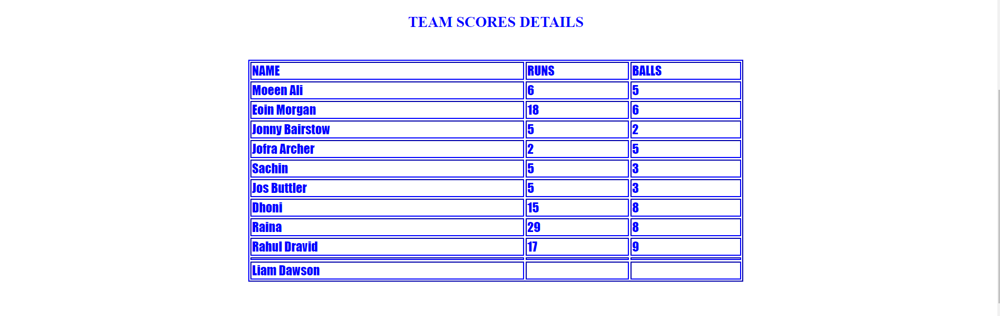 TEAM SCORES DETAILS
NAME RUNS BALLS
Moeen Ali 6 5
Eoin Morgan 18 6
Jonny Bairstow 5 2
Jofra Archer 2 5
Sachin 5 3
Jos Buttler 5 3
Dhoni 15 8
Raina 29 8
Rahul Dravid 17 9
Liam Dawson